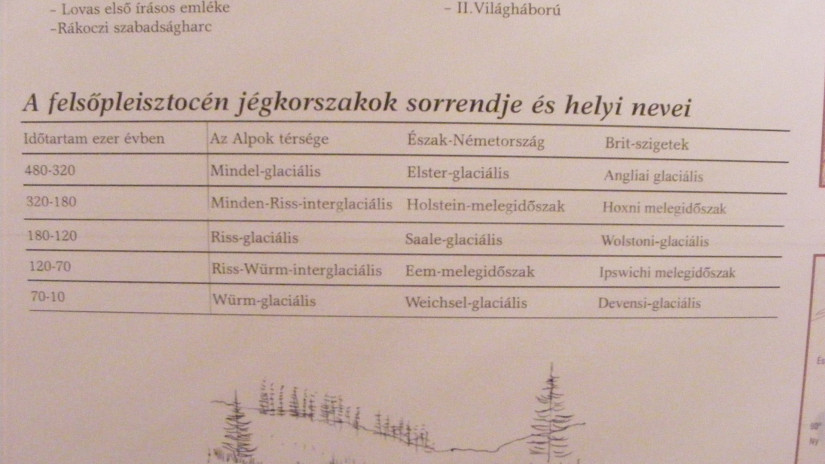 - Lovas első írásos emléke
-Rákoczi szabadságharc
- II.Világháború
A felsőpleisztocén jégkorszakok sorrendje és helyi nevei
Időtartam ezer évben Az Alpok térsége Észak-Németország Brit-szigetek
480-320 Mindel-glaciális Elster-glaciális Angliai glaciális
320-180 Minden-Riss-interglaciális Holstein-melegidőszak Hoxni melegidőszak
180-120 Riss-glaciális Saale-glaciális Wolstoni-glaciális
120-70 Riss-Würm-interglaciális Eem-melegidőszak Ipswichi melegidőszak
70-10 Würm-glaciális Weichsel-glaciális Devensi-glaciális